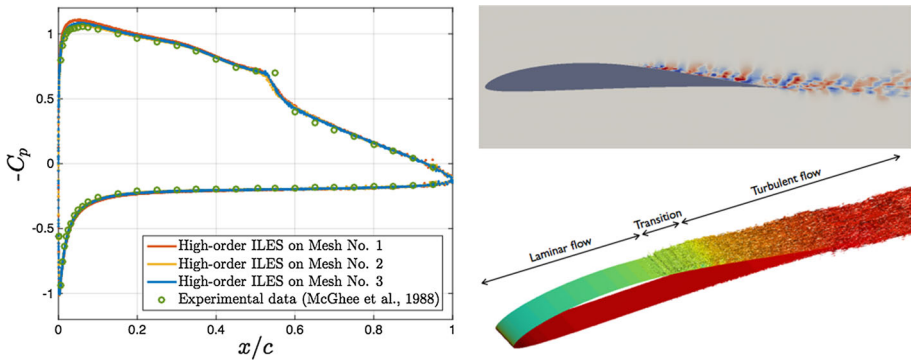 1
0.5
0
-0.5
-1
-Cp
0
0.2
0.4
0.6
0.8
1
x/c
High-order ILES on Mesh No. 1
High-order ILES on Mesh No. 2
High-order ILES on Mesh No. 3
Experimental data (McGhee et al., 1988)
Laminar flow
Transition
Turbulent flow